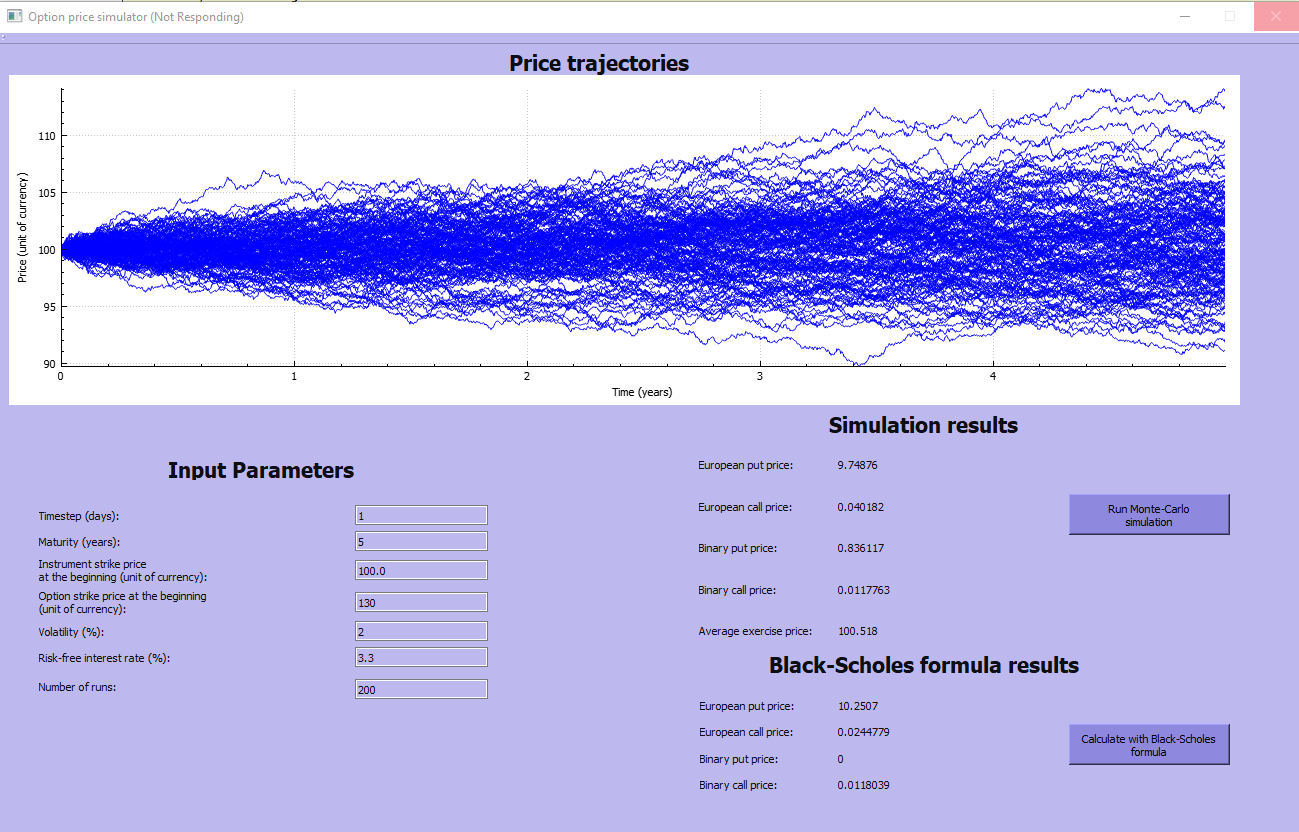 Option price simulator (Not Responding)
Price trajectories
Price (unit of currency)
110
105
100
95
90
0
1
2
3
4
Time (years)
Input Parameters
Timestep (days):
1
Maturity (years):
5
Instrument strike price
at the beginning (unit of currency):
100.0
Option strike price at the beginning
(unit of currency):
130
Volatility (%):
2
Risk-free interest rate (%):
3.3
Number of runs:
200
Simulation results
European put price:
9.74876
European call price:
0.040182
Binary put price:
0.836117
Binary call price:
0.0117763
Average exercise price:
100.518
Run Monte-Carlo
simulation
Black-Scholes formula results
European put price:
10.2507
European call price:
0.0244779
Binary put price:
0
Binary call price:
0.0118039
Calculate with Black-Scholes
formula